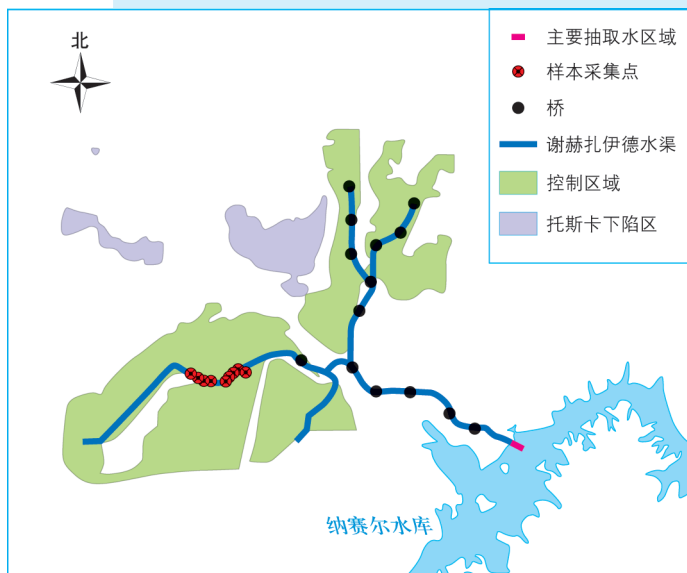 北
主要抽取水区域
样本采集点
桥
谢赫扎伊德水渠
控制区域
托斯卡下陷区
纳赛尔水库